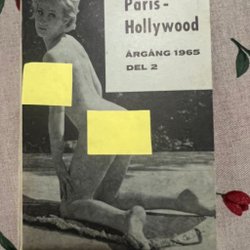 Paris-
Hollywood
ÅRGÅNG 1965
DEL 2